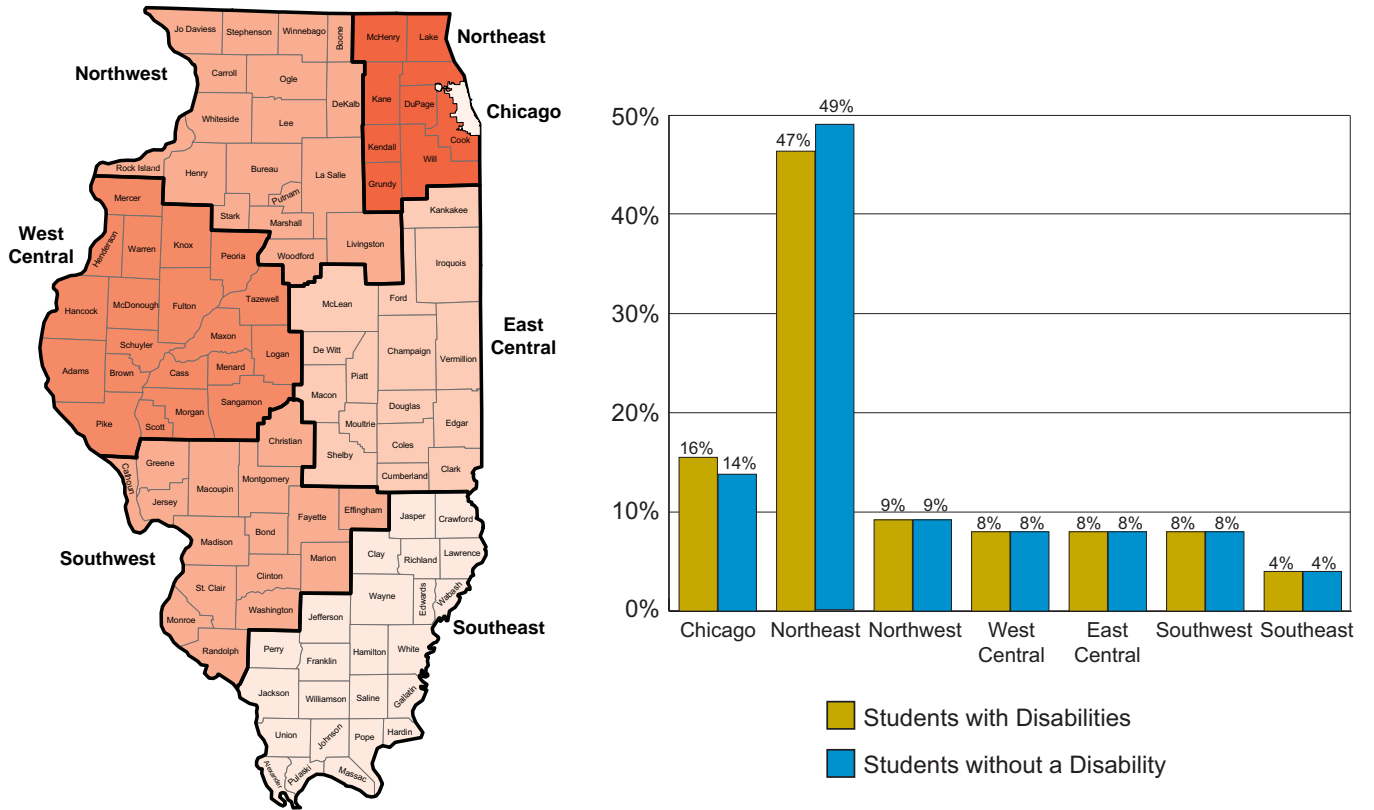 Northwest
Northeast
Chicago
West
Central
East
Central
Southwest
Southeast
Jo Daviess
Stephenson
Winnebago
Boone
McHenry
Lake
Carroll
Ogle
DeKalb
Kane
DuPage
Cook
Whiteside
Lee
Kendall
Will
Grundy
Rock Island
Henry
Bureau
La Salle
Putnam
Stark
Marshall
Livingston
Woodford
Kankakee
Iroquois
Mercer
Henderson
Warren
Knox
Peoria
Tazewell
Hancock
McDonough
Fulton
Schuyler
Maxon
Logan
Adams
Brown
Cass
Menard
Pike
Scott
Morgan
Sangamon
McLean
Ford
De Witt
Champaign
Vermillion
Piatt
Macon
Douglas
Moultrie
Edgar
Coles
Shelby
Cumberland
Clark
Christian
Calhoun
Greene
Macoupin
Montgomery
Jersey
Fayette
Effingham
Madison
Bond
Marion
St. Clair
Clinton
Monroe
Washington
Randolph
Jasper
Crawford
Clay
Richland
Lawrence
Wayne
Edwards
Wabash
Jefferson
Perry
Franklin
Hamilton
White
Jackson
Williamson
Saline
Gallatin
Union
Johnson
Pope
Hardin
Alexander
Pulaski
Massac
50%
40%
30%
20%
10%
0%
16%
14%
47%
49%
9%
9%
8%
8%
8%
8%
8%
8%
4%
4%
Chicago
Northeast
Northwest
West
Central
East
Central
Southwest
Southeast
Students with Disabilities
Students without a Disability